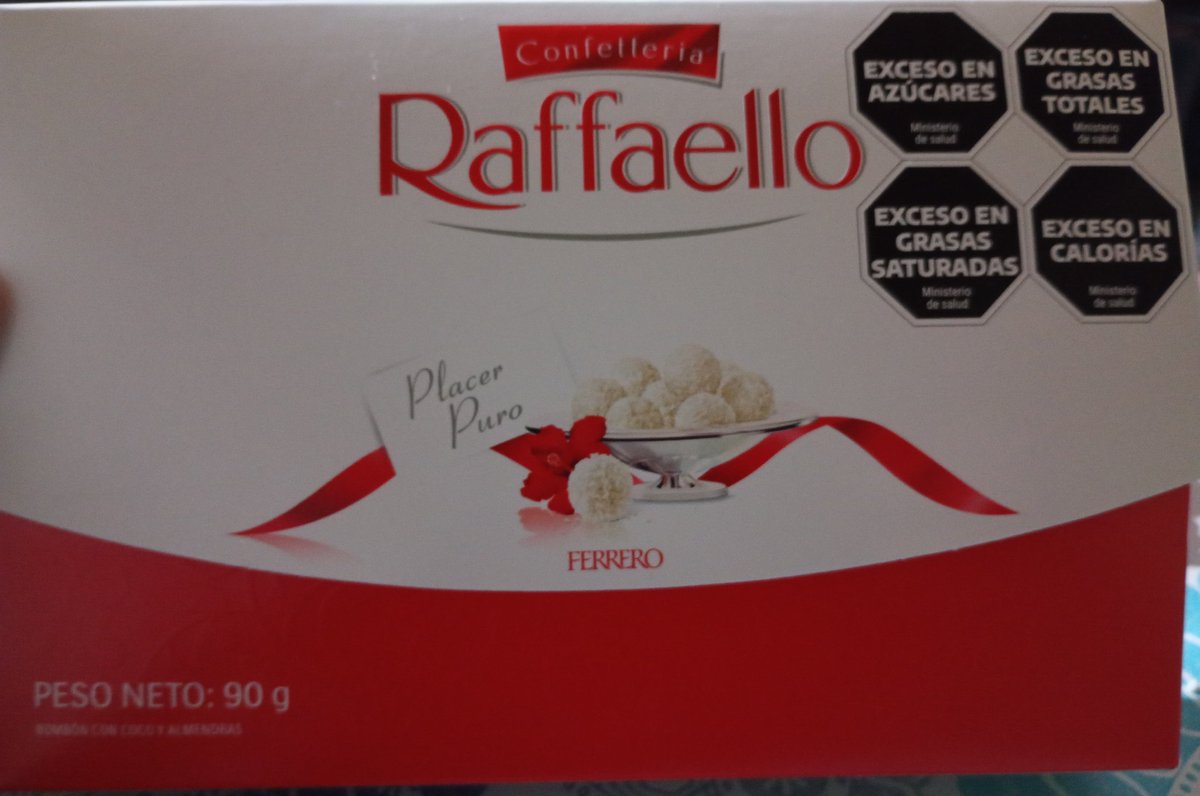 Confetteria
Raffaello
EXCESO EN
AZÚCARES
Ministerio
de salud
EXCESO EN
GRASAS
TOTALES
Ministerio
de salud
EXCESO EN
GRASAS
SATURADAS
Ministerio
de salud
EXCESO EN
CALORÍAS
Ministerio
de salud
Placer
Puro
FERRERO
PESO NETO: 90 g
BOMBÓN CON COCO Y ALMENDRAS